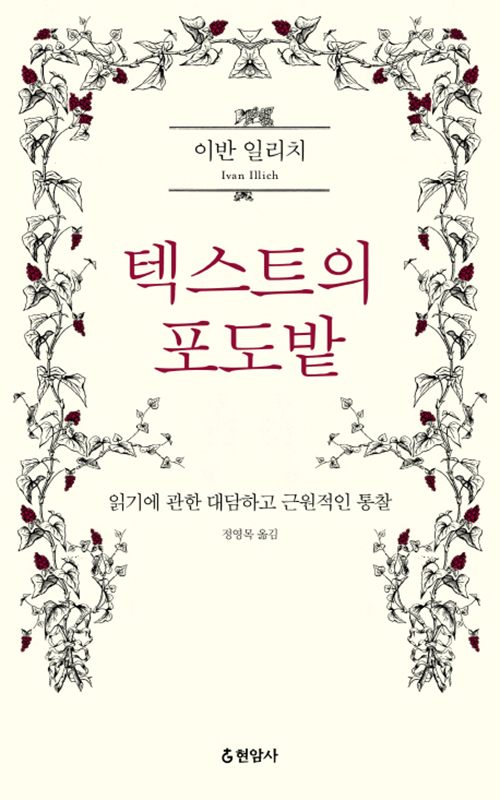 이반 일리치
Ivan Illich
텍스트의
포도밭
읽기에 관한 대담하고 근원적인 통찰
정영목 옮김
현암사